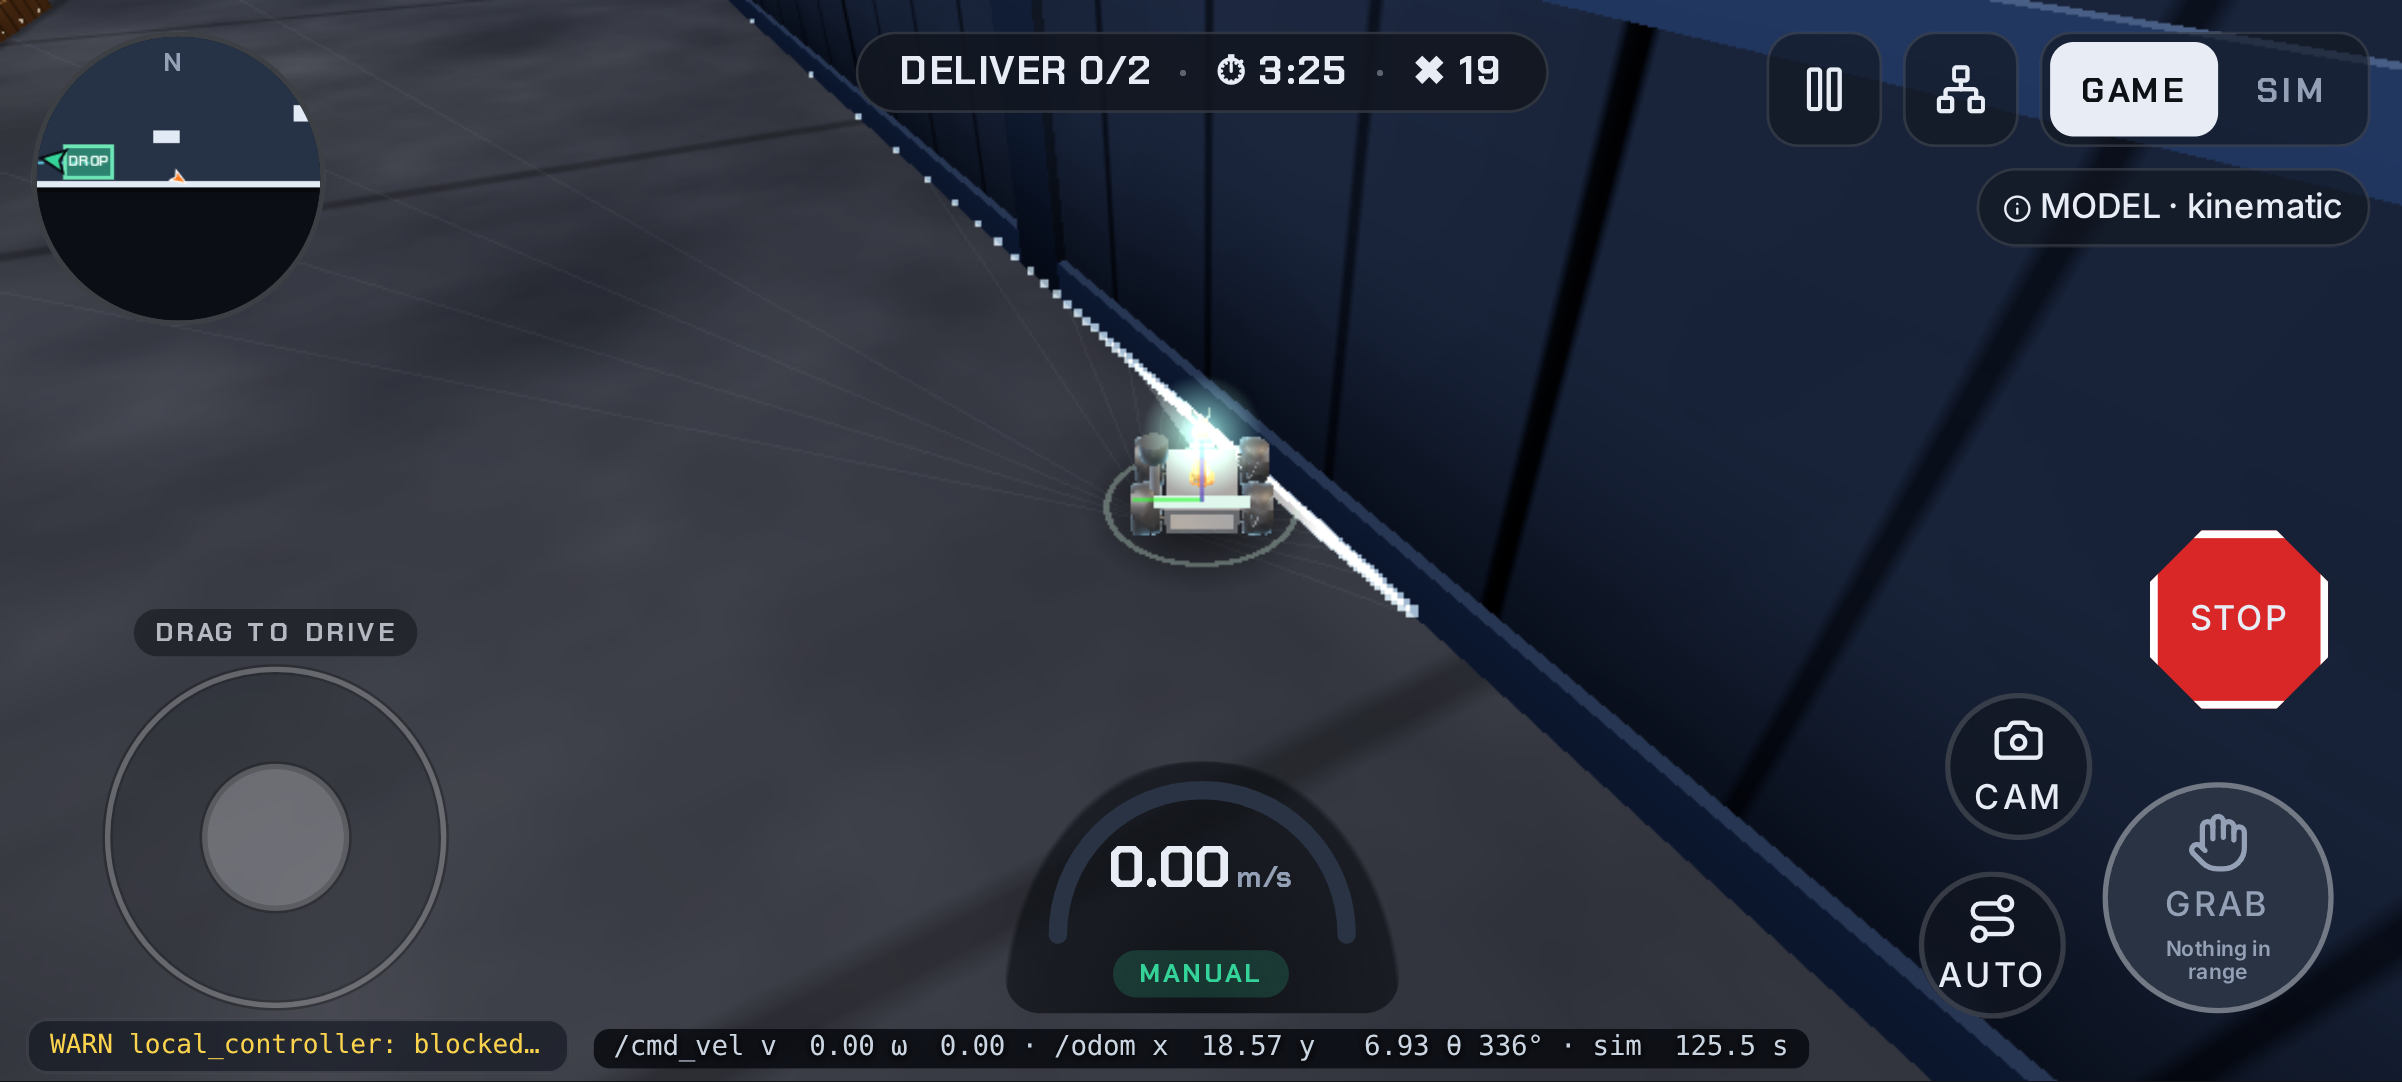 N
DROP
DELIVER 0/2 · ⏱ 3:25 · ✖ 19
GAME
SIM
MODEL · kinematic
STOP
DRAG TO DRIVE
CAM
0.00 m/s
GRAB
Nothing in
range
MANUAL
AUTO
WARN local_controller: blocked…
/cmd_vel v 0.00 ω 0.00 · /odom x 18.57 y 6.93 θ 336° · sim 125.5 s